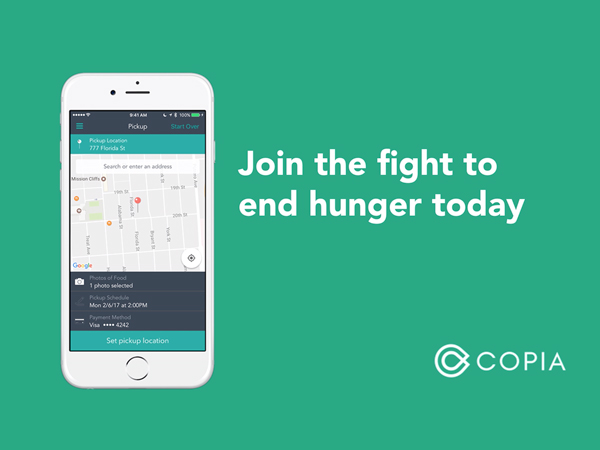 9:41 AM
100%
Pickup
Start Over
Pickup Location
777 Florida St
Search or enter an address
Mission Cliffs
19th St
19th St
20th St
York Ave
Alabama St
Florida St
Bryant St
Google
Photos of Food
1 photo selected
Pickup Schedule
Mon 2/6/17 at 2:00PM
Payment Method
Visa •••• 4242
Set pickup location
Join the fight to
end hunger today
COPIA